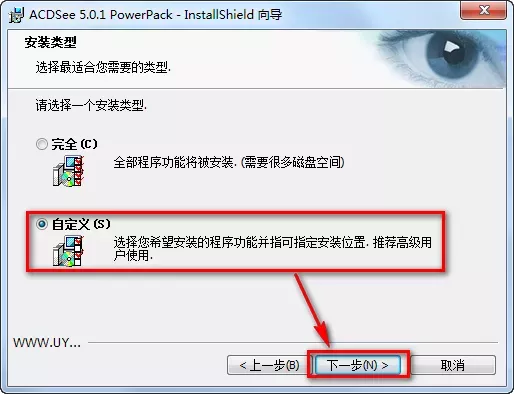 ACDSee 5.0.1 PowerPack - InstallShield 向导
安装类型
选择最适合您需要的类型.
请选择一个安装类型.
完全(C)
全部程序功能将被安装. (需要很多磁盘空间)
自定义(S)
选择您希望安装的程序功能并指可指定安装位置. 推荐高级用
户使用.
WWW.UY...
< 上一步(B)
下一步(N) >
取消